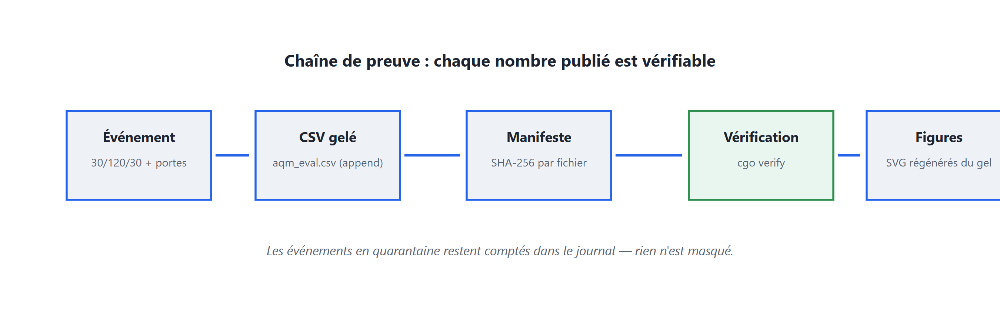 Chaîne de preuve : chaque nombre publié est vérifiable
Événement
30/120/30 + portes
CSV gelé
aqm_eval.csv (append)
Manifeste
SHA-256 par fichier
Vérification
cgo verify
Figures
SVG régénérés du gel
Les événements en quarantaine restent comptés dans le journal — rien n'est masqué.